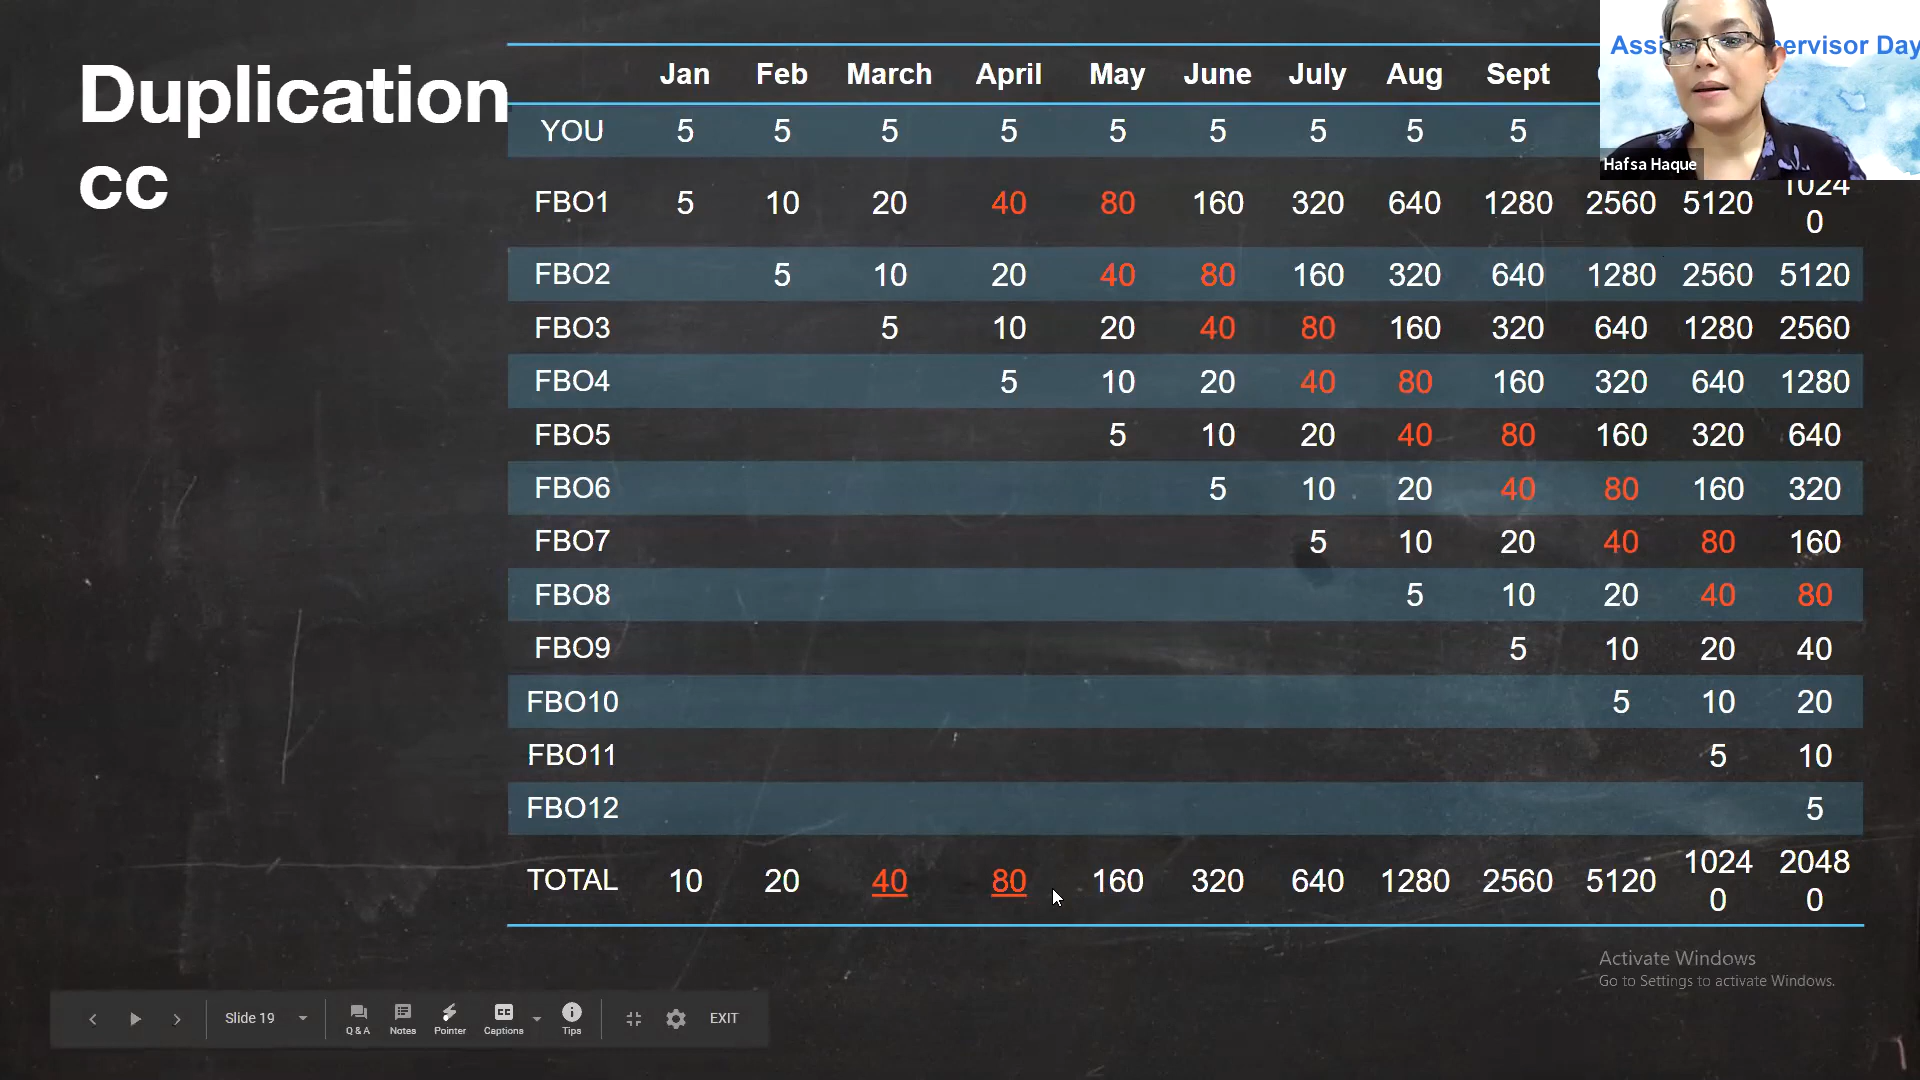 Duplication
cc
Jan Feb March April May June July Aug Sept
YOU 5 5 5 5 5 5 5 5 5
FBO1 5 10 20 40 80 160 320 640 1280 2560 5120 1024
0
FBO2 5 10 20 40 80 160 320 640 1280 2560 5120
FBO3 5 10 20 40 80 160 320 640 1280 2560
FBO4 5 10 20 40 80 160 320 640 1280
FBO5 5 10 20 40 80 160 320 640
FBO6 5 10 20 40 80 160 320
FBO7 5 10 20 40 80 160
FBO8 5 10 20 40 80
FBO9 5 10 20 40
FBO10 5 10 20
FBO11 5 10
FBO12 5
TOTAL 10 20 40 80 160 320 640 1280 2560 5120 1024 2048
0 0
Day
Hafsa Haque
Activate Windows
Go to Settings to activate Windows.
Slide 19
Q & A Notes Pointer Captions Tips
EXIT